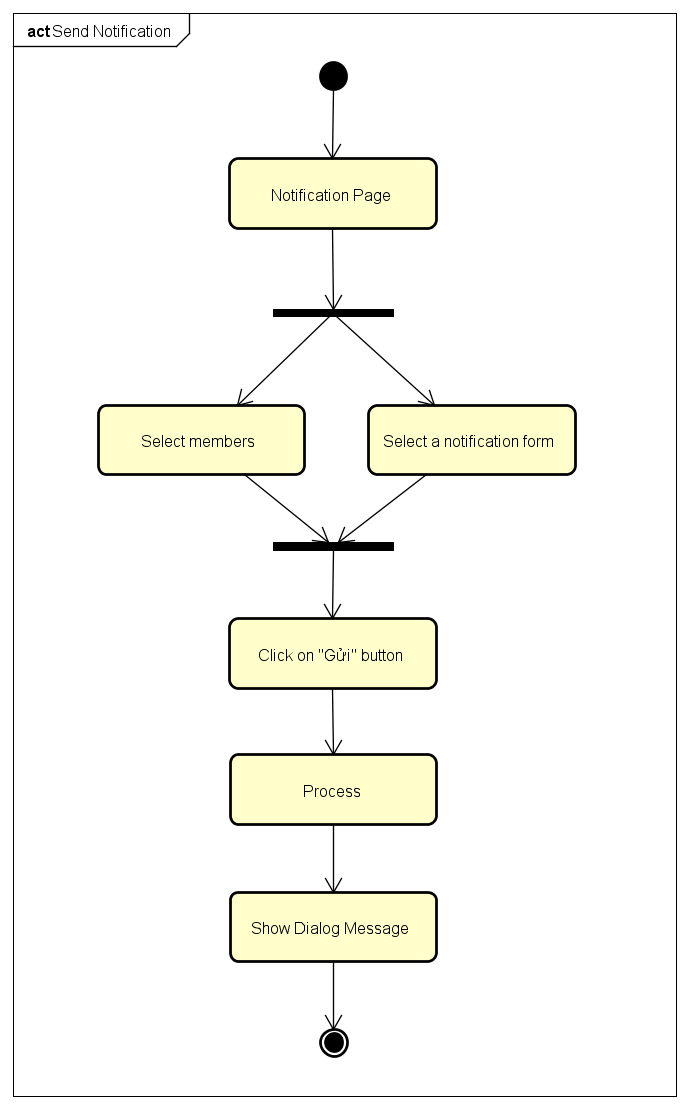 act Send Notification
Notification Page
Select members
Select a notification form
Click on "Gửi" button
Process
Show Dialog Message